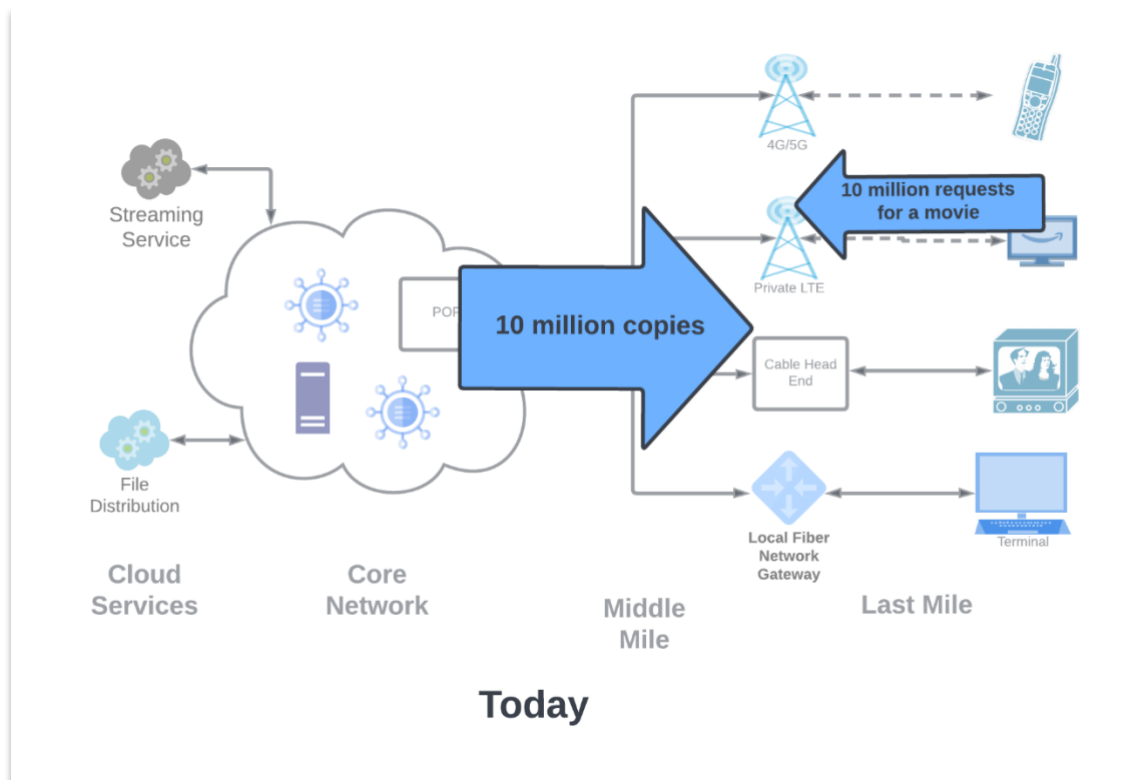 4G/5G
10 million requests
for a movie
Streaming
Service
Private LTE
10 million copies
Cable Head
End
File
Distribution
Local Fiber
Network
Gateway
Terminal
Cloud
Services
Core
Network
Middle
Mile
Last Mile
Today